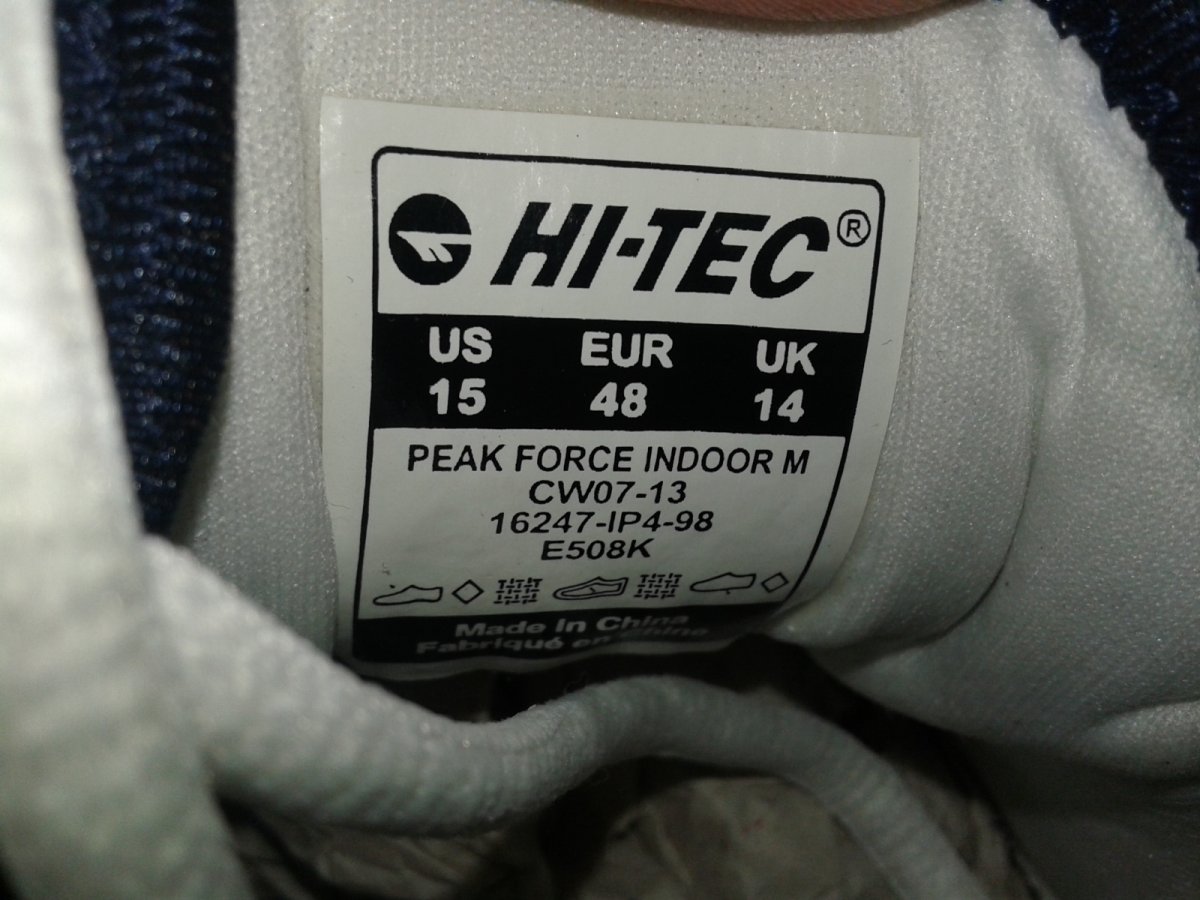 HI-TEC®
US EUR UK
15 48 14
PEAK FORCE INDOOR M
CW07-13
16247-IP4-98
E508K
Made In China
Fabriqué en Chine